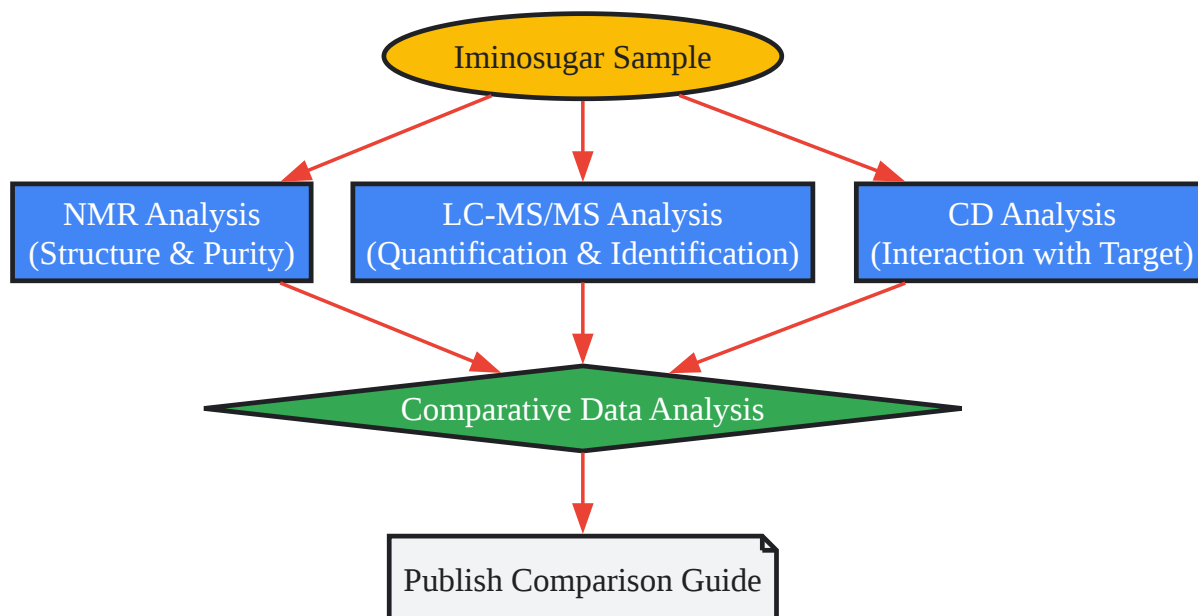 Iminosugar Sample
NMR Analysis
(Structure & Purity)
LC-MS/MS Analysis
(Quantification & Identification)
CD Analysis
(Interaction with Target)
Comparative Data Analysis
Publish Comparison Guide